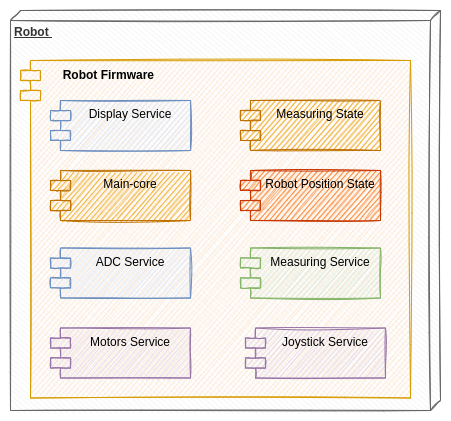 Robot
Robot Firmware
Display Service
Measuring State
Main-core
Robot Position State
ADC Service
Measuring Service
Motors Service
Joystick Service